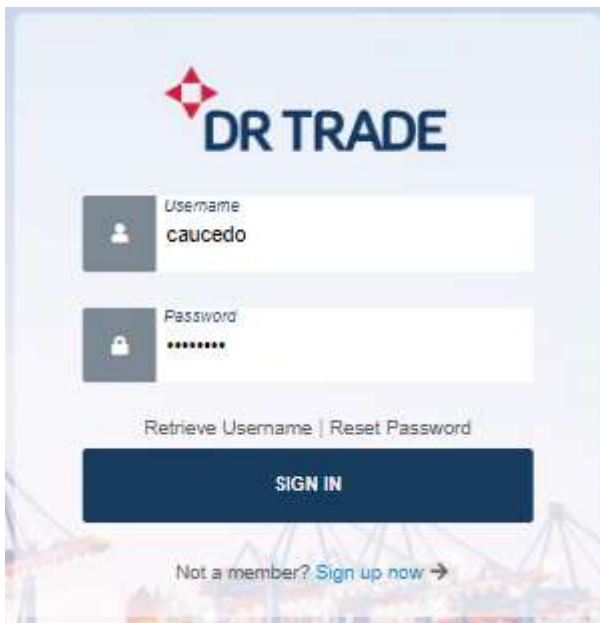 DR TRADE
Username
caucedo
Password
••••••••
Retrieve Username | Reset Password
SIGN IN
Not a member? Sign up now →